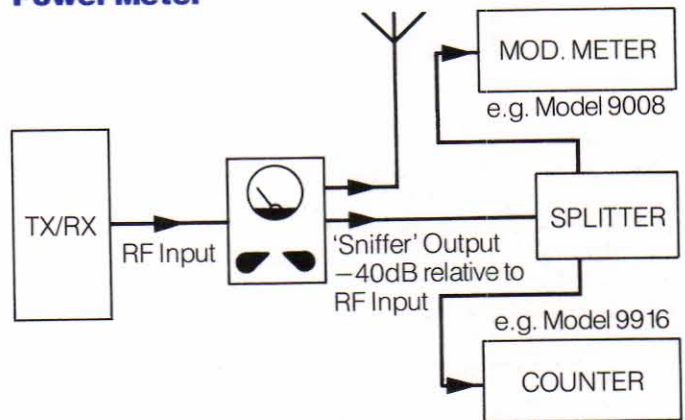 Power Meter
MOD. METER
e.g. Model 9008
TX/RX
RF Input
'Sniffer' Output
–40dB relative to
RF Input
SPLITTER
e.g. Model 9916
COUNTER